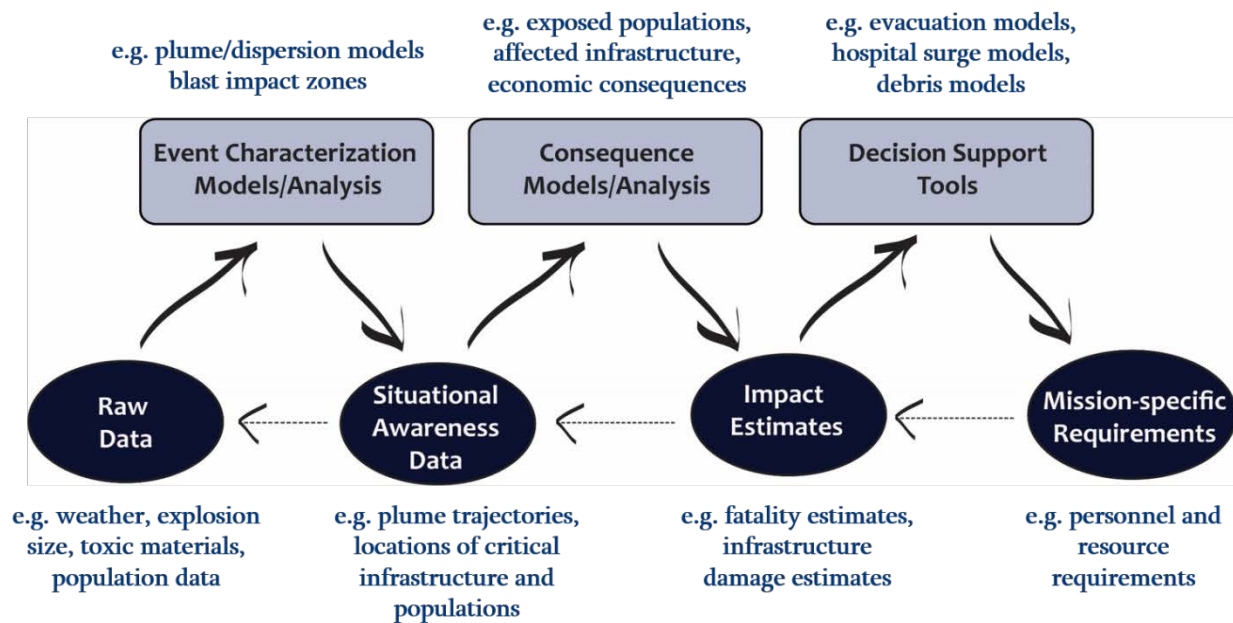 e.g. plume/dispersion models
blast impact zones
e.g. exposed populations,
affected infrastructure,
economic consequences
e.g. evacuation models,
hospital surge models,
debris models
Event Characterization
Models/Analysis
Consequence
Models/Analysis
Decision Support
Tools
Raw
Data
Situational
Awareness
Data
Impact
Estimates
Mission-specific
Requirements
e.g. weather, explosion
size, toxic materials,
population data
e.g. plume trajectories,
locations of critical
infrastructure and
populations
e.g. fatality estimates,
infrastructure
damage estimates
e.g. personnel and
resource
requirements